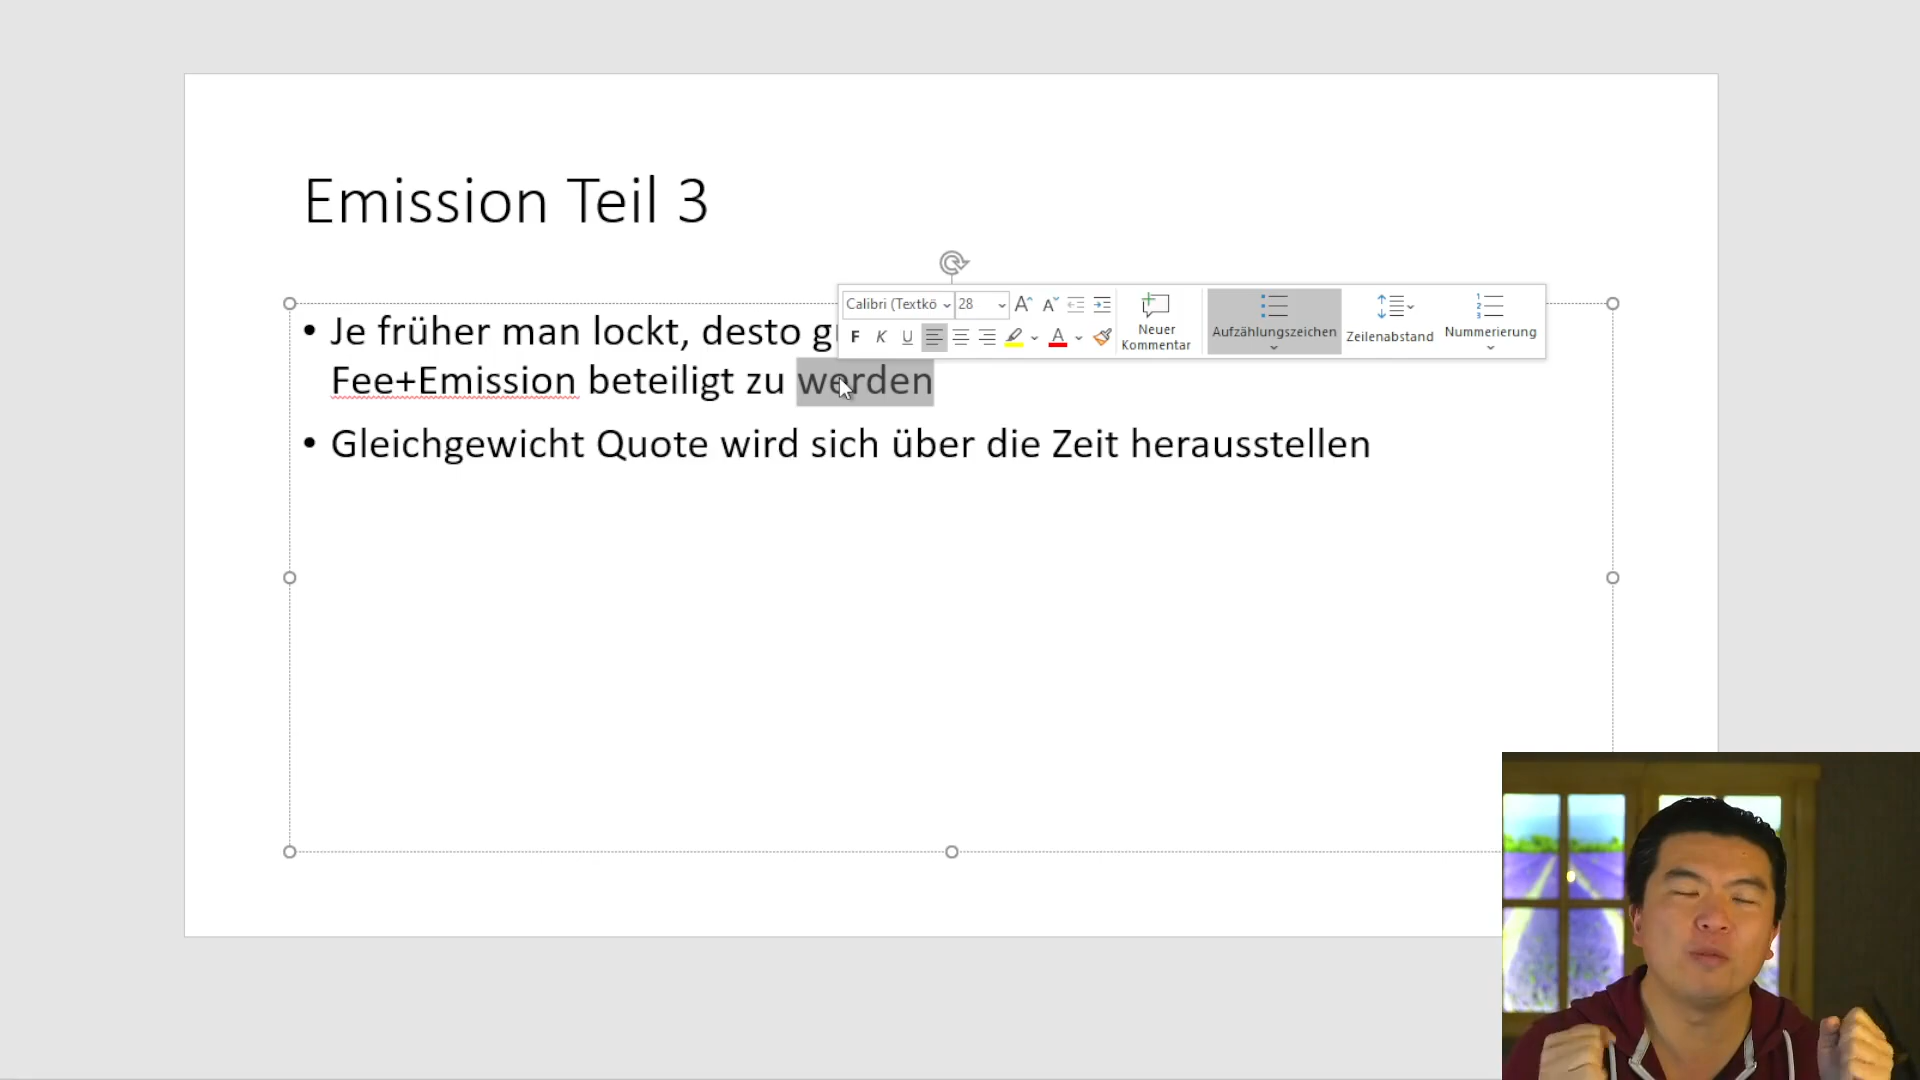 Emission Teil 3
Calibri (Textkö
28
Neuer
Kommentar
Aufzählungszeichen
Zeilenabstand
Nummerierung
F K U
• Je früher man lockt, desto
Fee+Emission beteiligt zu werden
• Gleichgewicht Quote wird sich über die Zeit herausstellen